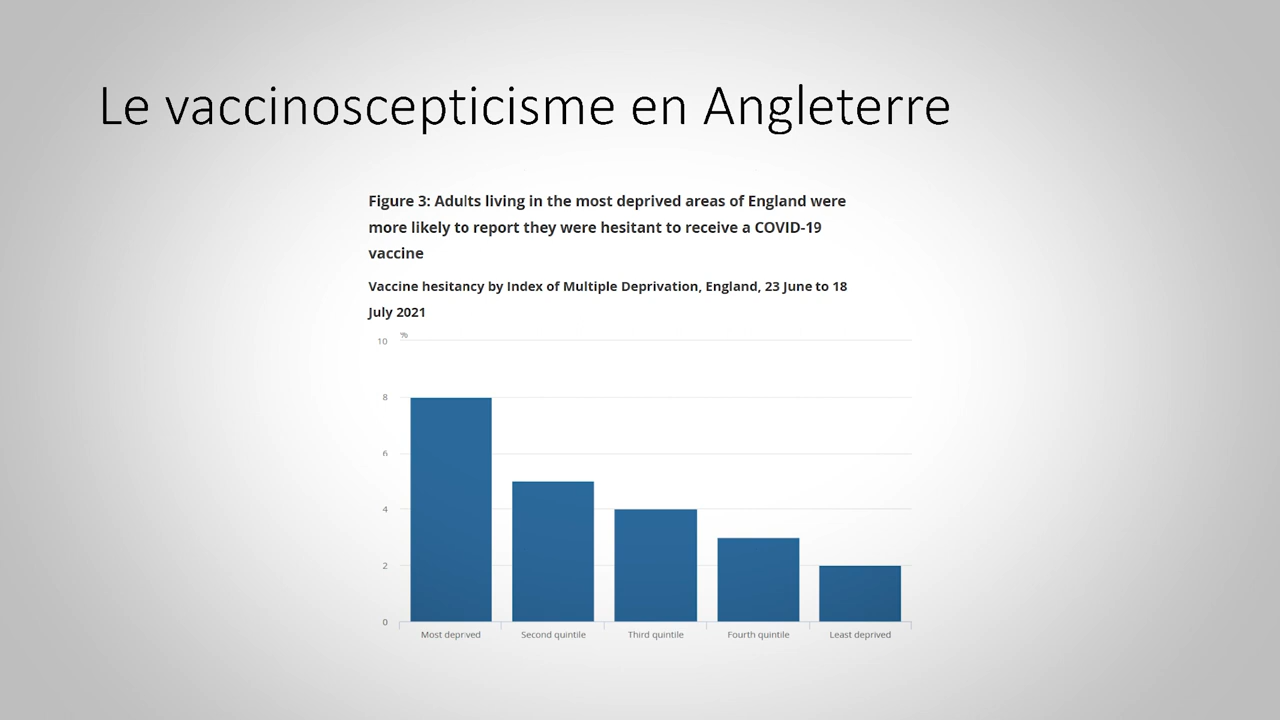 Le vaccinoscepticisme en Angleterre
Figure 3: Adults living in the most deprived areas of England were
more likely to report they were hesitant to receive a COVID-19
vaccine
Vaccine hesitancy by Index of Multiple Deprivation, England, 23 June to 18
July 2021
%
10
8
6
4
2
0
Most deprived Second quintile Third quintile Fourth quintile Least deprived